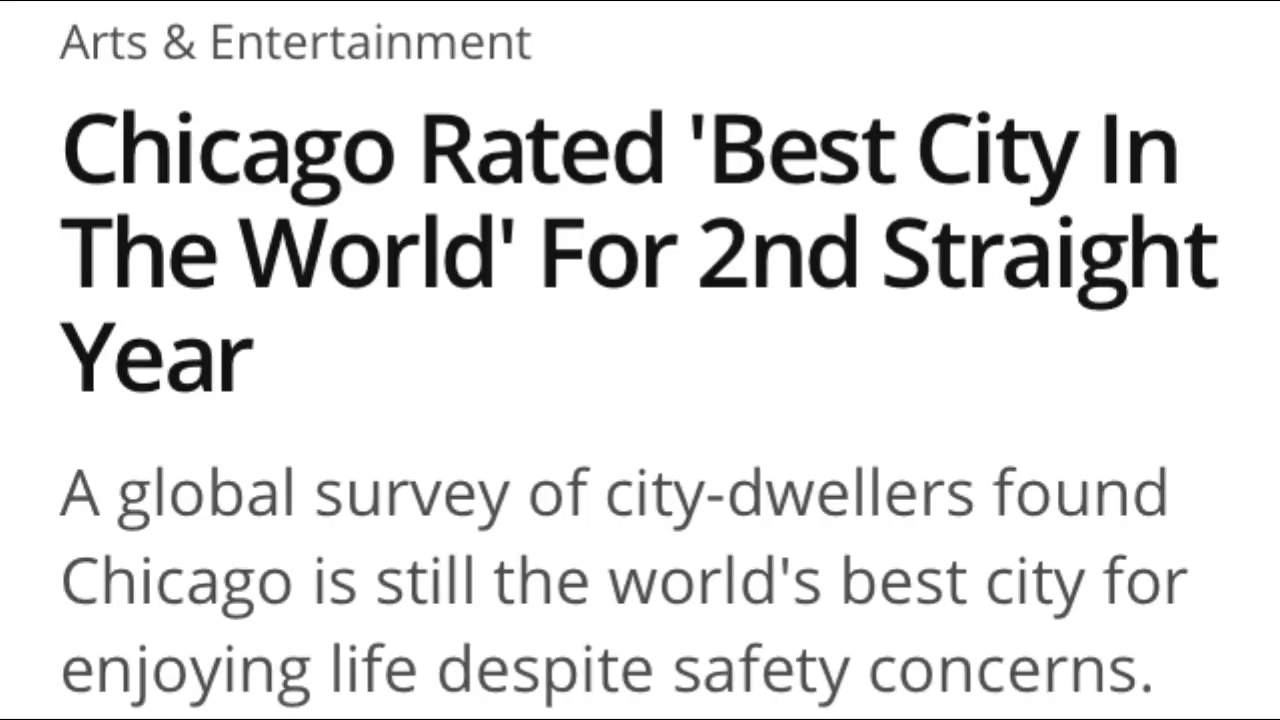 Arts & Entertainment
Chicago Rated 'Best City In
The World' For 2nd Straight
Year
A global survey of city-dwellers found
Chicago is still the world's best city for
enjoying life despite safety concerns.